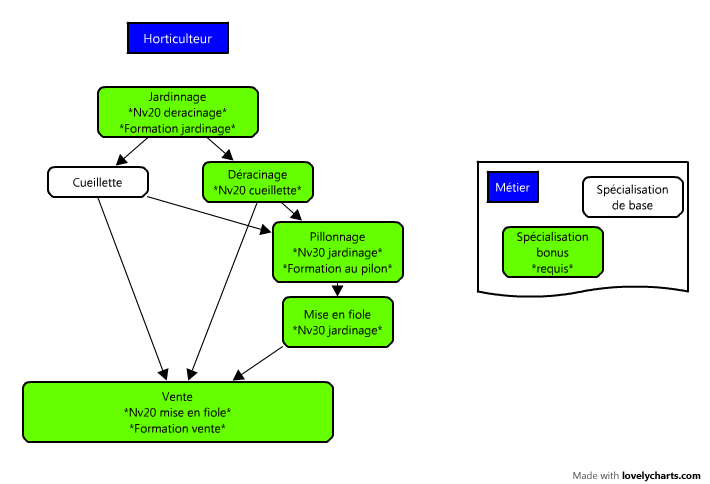 Horticulteur
Jardinnage
*Nv20 deracinage*
*Formation jardinage*
Cueillette
Déracinage
*Nv20 cueillette*
Pillonnage
*Nv30 jardinage*
*Formation au pilon*
Mise en fiole
*Nv30 jardinage*
Vente
*Nv20 mise en fiole*
*Formation vente*
Métier
Spécialisation
de base
Spécialisation
bonus
*requis*
Made with lovelycharts.com